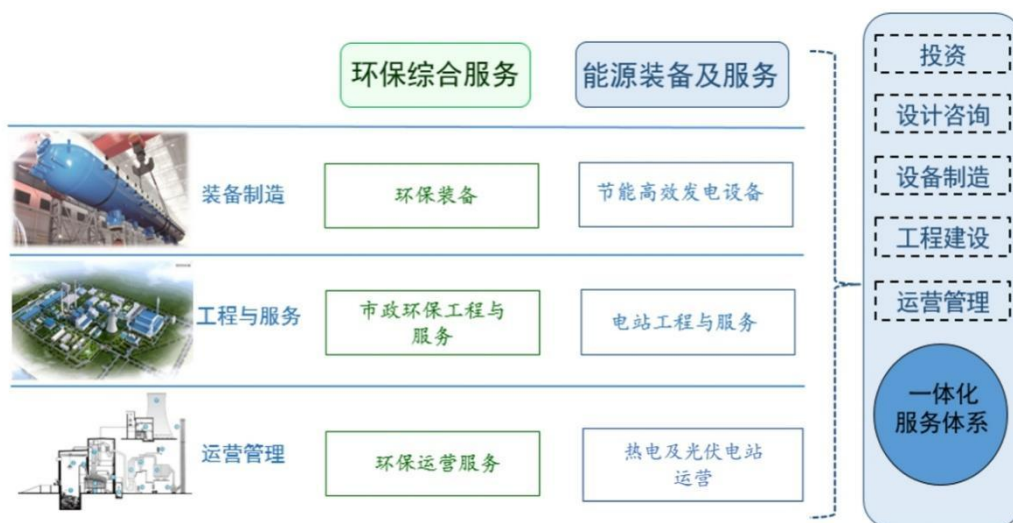 环保综合服务
能源装备及服务
装备制造
环保装备
节能高效发电设备
工程与服务
市政环保工程与
服务
电站工程与服务
运营管理
环保运营服务
热电及光伏电站
运营
投资
设计咨询
设备制造
工程建设
运营管理
一体化
服务体系